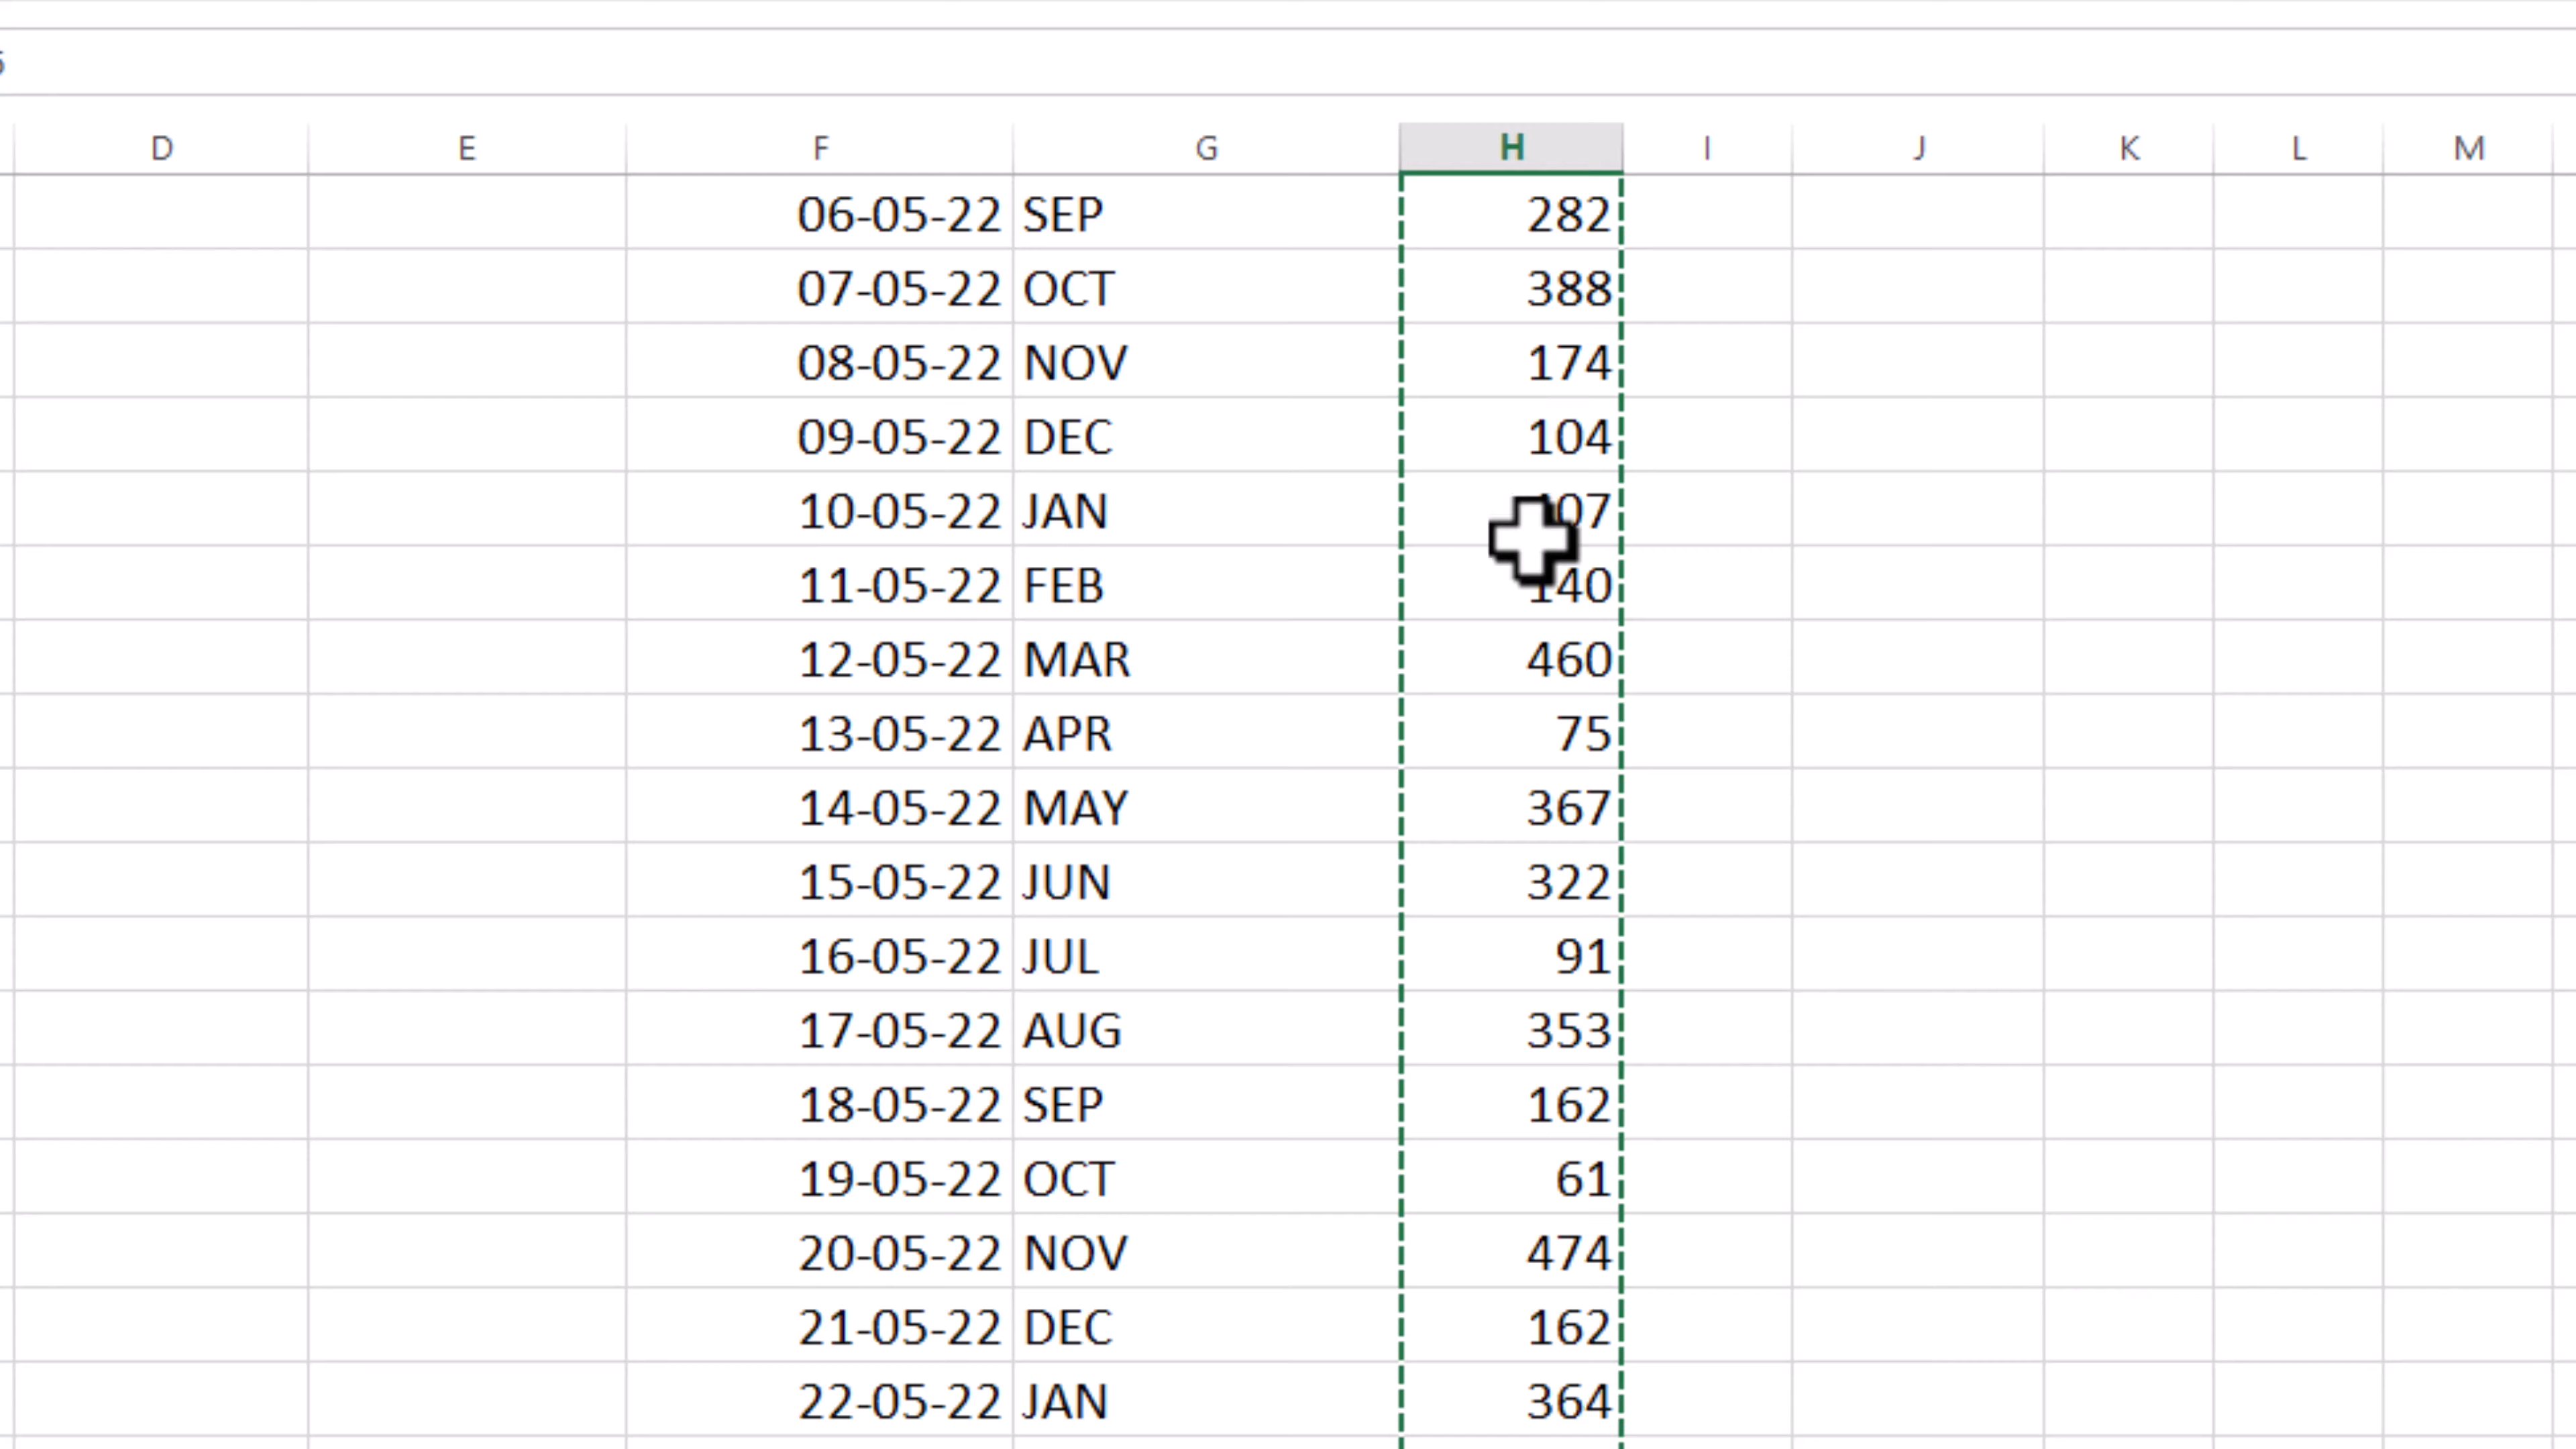 D E F G H I J K L M
06-05-22 SEP 282
07-05-22 OCT 388
08-05-22 NOV 174
09-05-22 DEC 104
10-05-22 JAN
11-05-22 FEB 140
12-05-22 MAR 460
13-05-22 APR 75
14-05-22 MAY 367
15-05-22 JUN 322
16-05-22 JUL 91
17-05-22 AUG 353
18-05-22 SEP 162
19-05-22 OCT 61
20-05-22 NOV 474
21-05-22 DEC 162
22-05-22 JAN 364